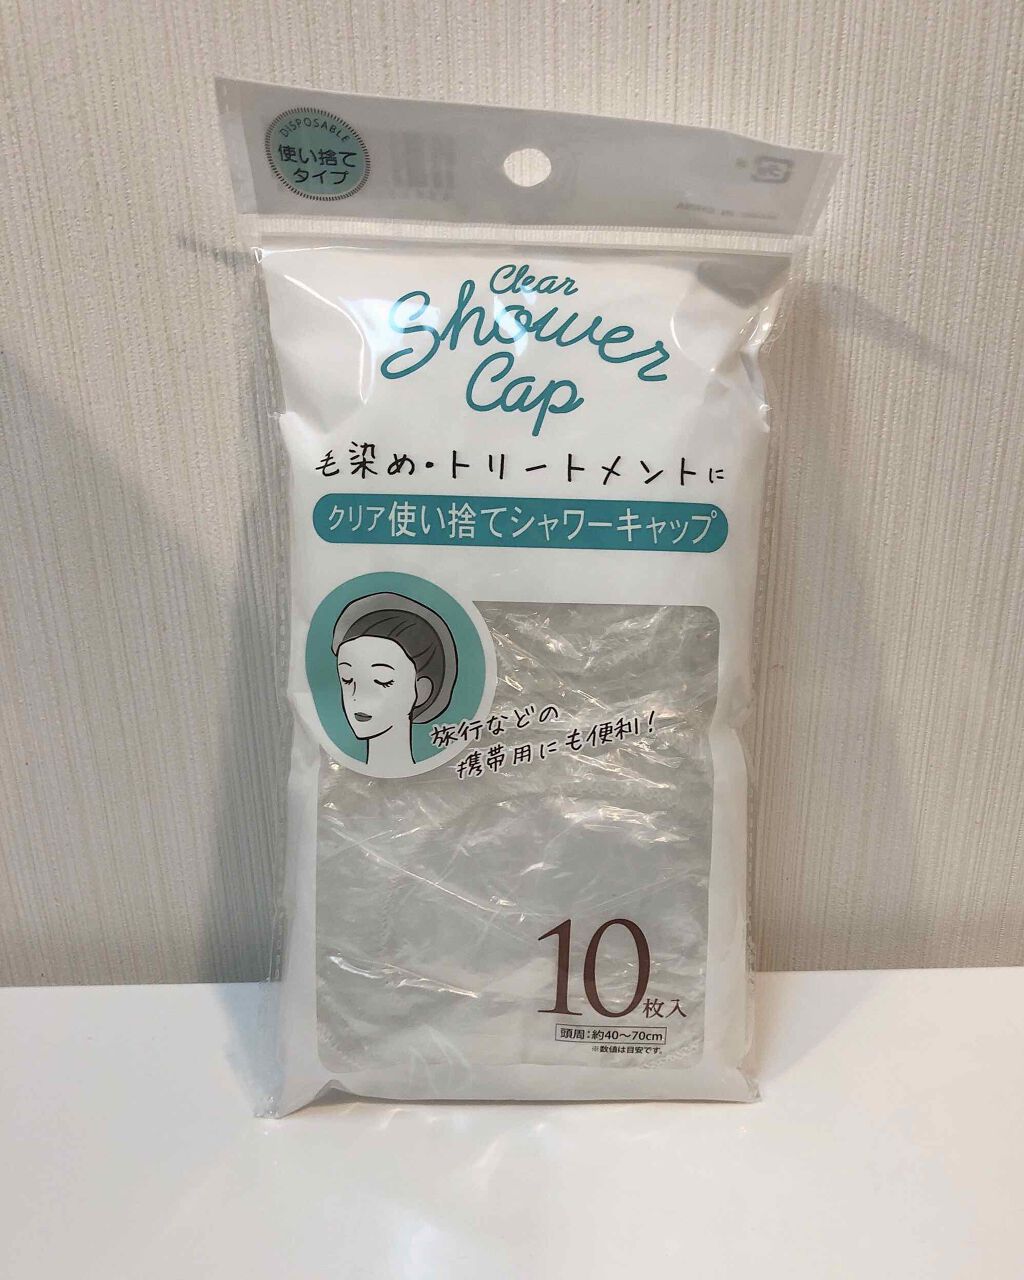 DISPOSABLE
使い捨て
タイプ
Clear
Shower
Cap
毛染め・トリートメントに
クリア使い捨てシャワーキャップ
旅行などの
携帯用にも便利!
10枚入
頭周:約40~70cm
※数値は目安です。